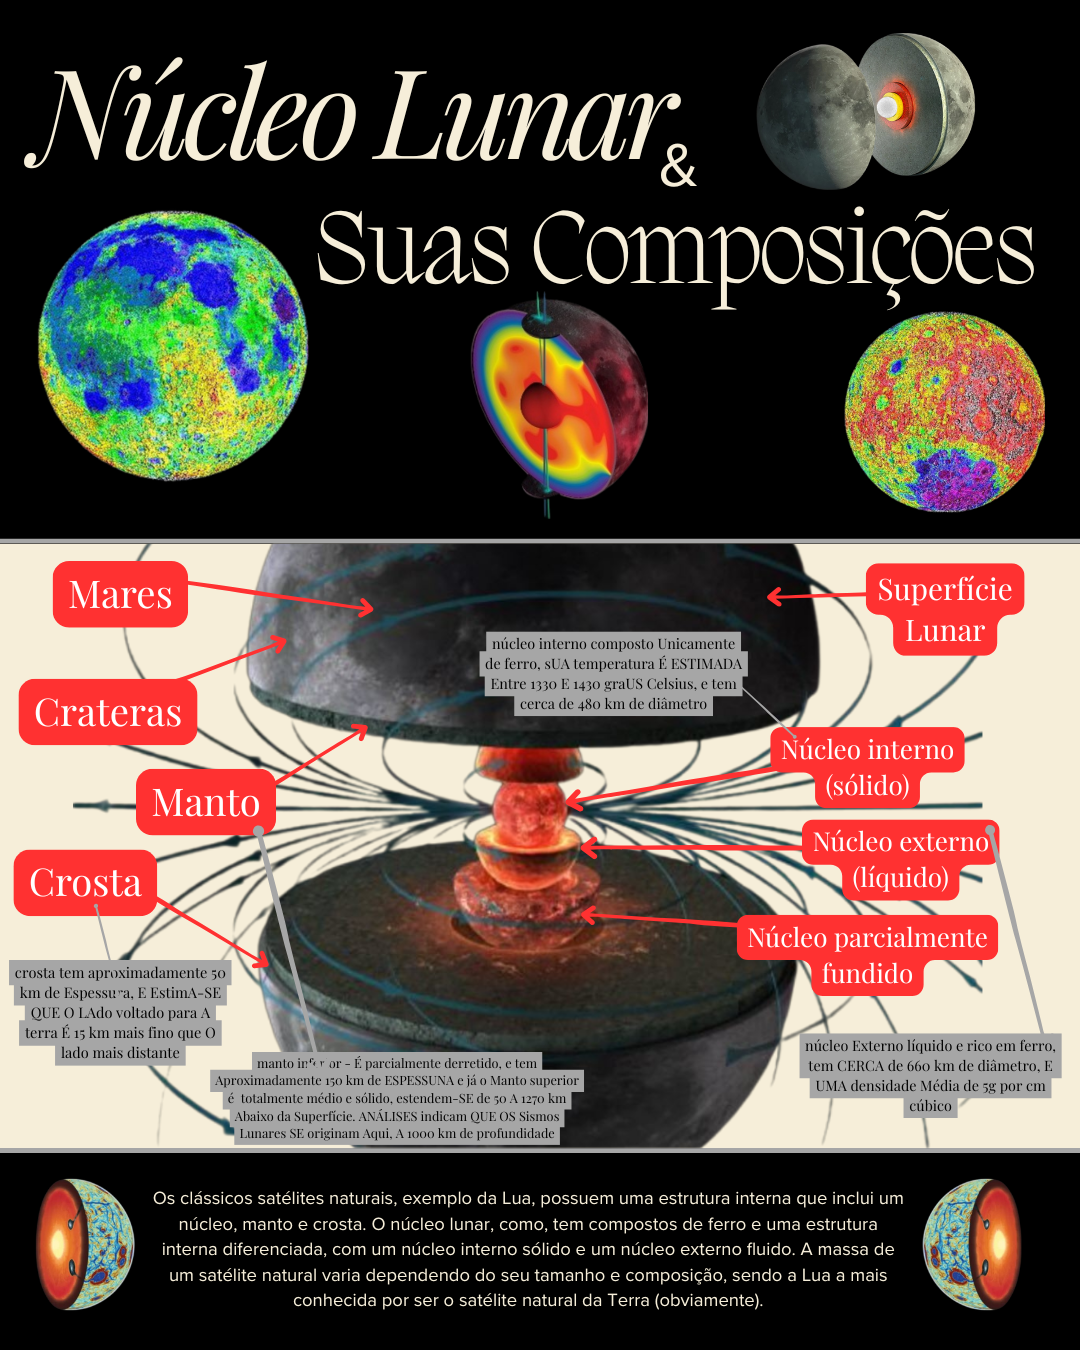 Núcleo Lunar
&
Suas Composições
Mares
Superfície
Lunar
núcleo interno composto Unicamente
de ferro, sUA temperatura É ESTIMADA
Entre 1330 E 1430 graUS Celsius, e tem
cerca de 480 km de diâmetro
Crateras
Núcleo interno
(sólido)
Manto
Núcleo externo
(líquido)
Crosta
Núcleo parcialmente
fundido
crosta tem aproximadamente 50
km de Espessura, E EstimA-SE
QUE O LAdo voltado para A
terra É 15 km mais fino que O
lado mais distante
manto inferior - É parcialmente derretido, e tem
Aproximadamente 150 km de ESPESSUNA e já o Manto superior
é totalmente médio e sólido, estendem-SE de 50 A 1270 km
Abaixo da Superfície. ANÁLISES indicam QUE OS Sismos
Lunares SE originam Aqui, A 1000 km de profundidade
núcleo Externo líquido e rico em ferro,
tem CERCA de 660 km de diâmetro, E
UMA densidade Média de 5g por cm
cúbico
Os clássicos satélites naturais, exemplo da Lua, possuem uma estrutura interna que inclui um
núcleo, manto e crosta. O núcleo lunar, como, tem compostos de ferro e uma estrutura
interna diferenciada, com um núcleo interno sólido e um núcleo externo fluido. A massa de
um satélite natural varia dependendo do seu tamanho e composição, sendo a Lua a mais
conhecida por ser o satélite natural da Terra (obviamente).